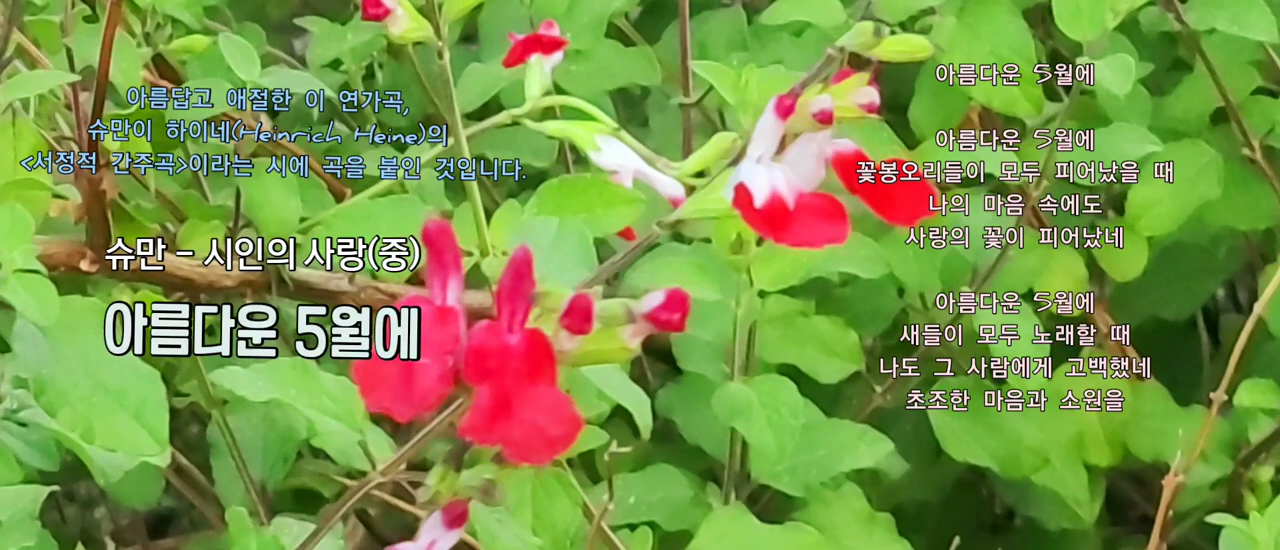 아름답고 애절한 이 연가곡,
슈만이 하이네(Heinrich Heine)의
<서정적 간주곡>이라는 시에 곡을 붙인 것입니다.
슈만 - 시인의 사랑(중)
아름다운 5월에
아름다운 5월에
아름다운 5월에
꽃봉오리들이 모두 피어났을 때
나의 마음 속에도
사랑의 꽃이 피어났네
아름다운 5월에
새들이 모두 노래할 때
나도 그 사람에게 고백했네
초조한 마음과 소원을